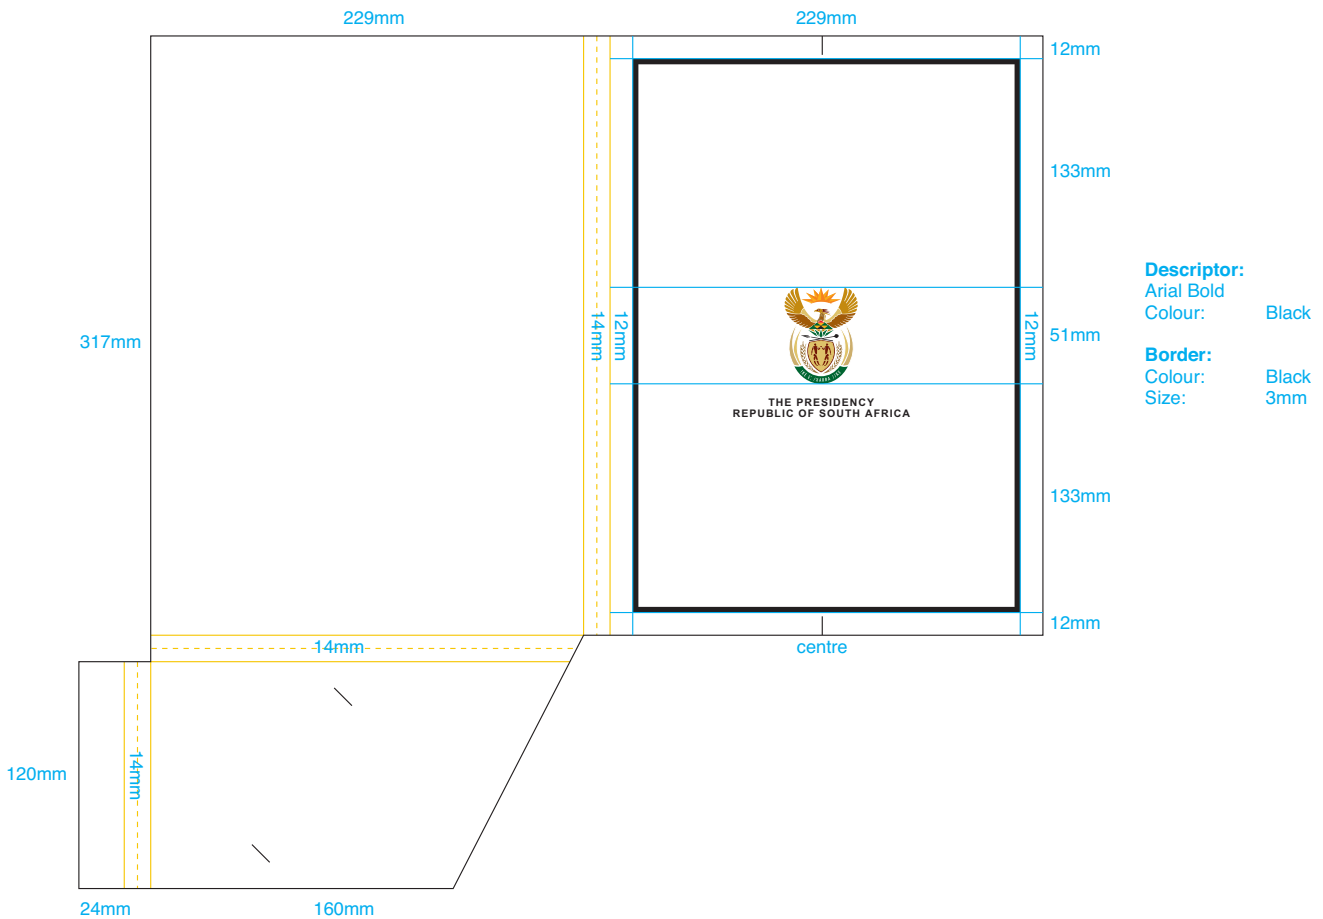 229mm
229mm
12mm
133mm
Descriptor:
Arial Bold
Colour: Black
317mm
14mm
12mm
12mm
51mm
Border:
Colour: Black
Size: 3mm
THE PRESIDENCY
REPUBLIC OF SOUTH AFRICA
133mm
12mm
14mm
centre
120mm
14mm
24mm
160mm